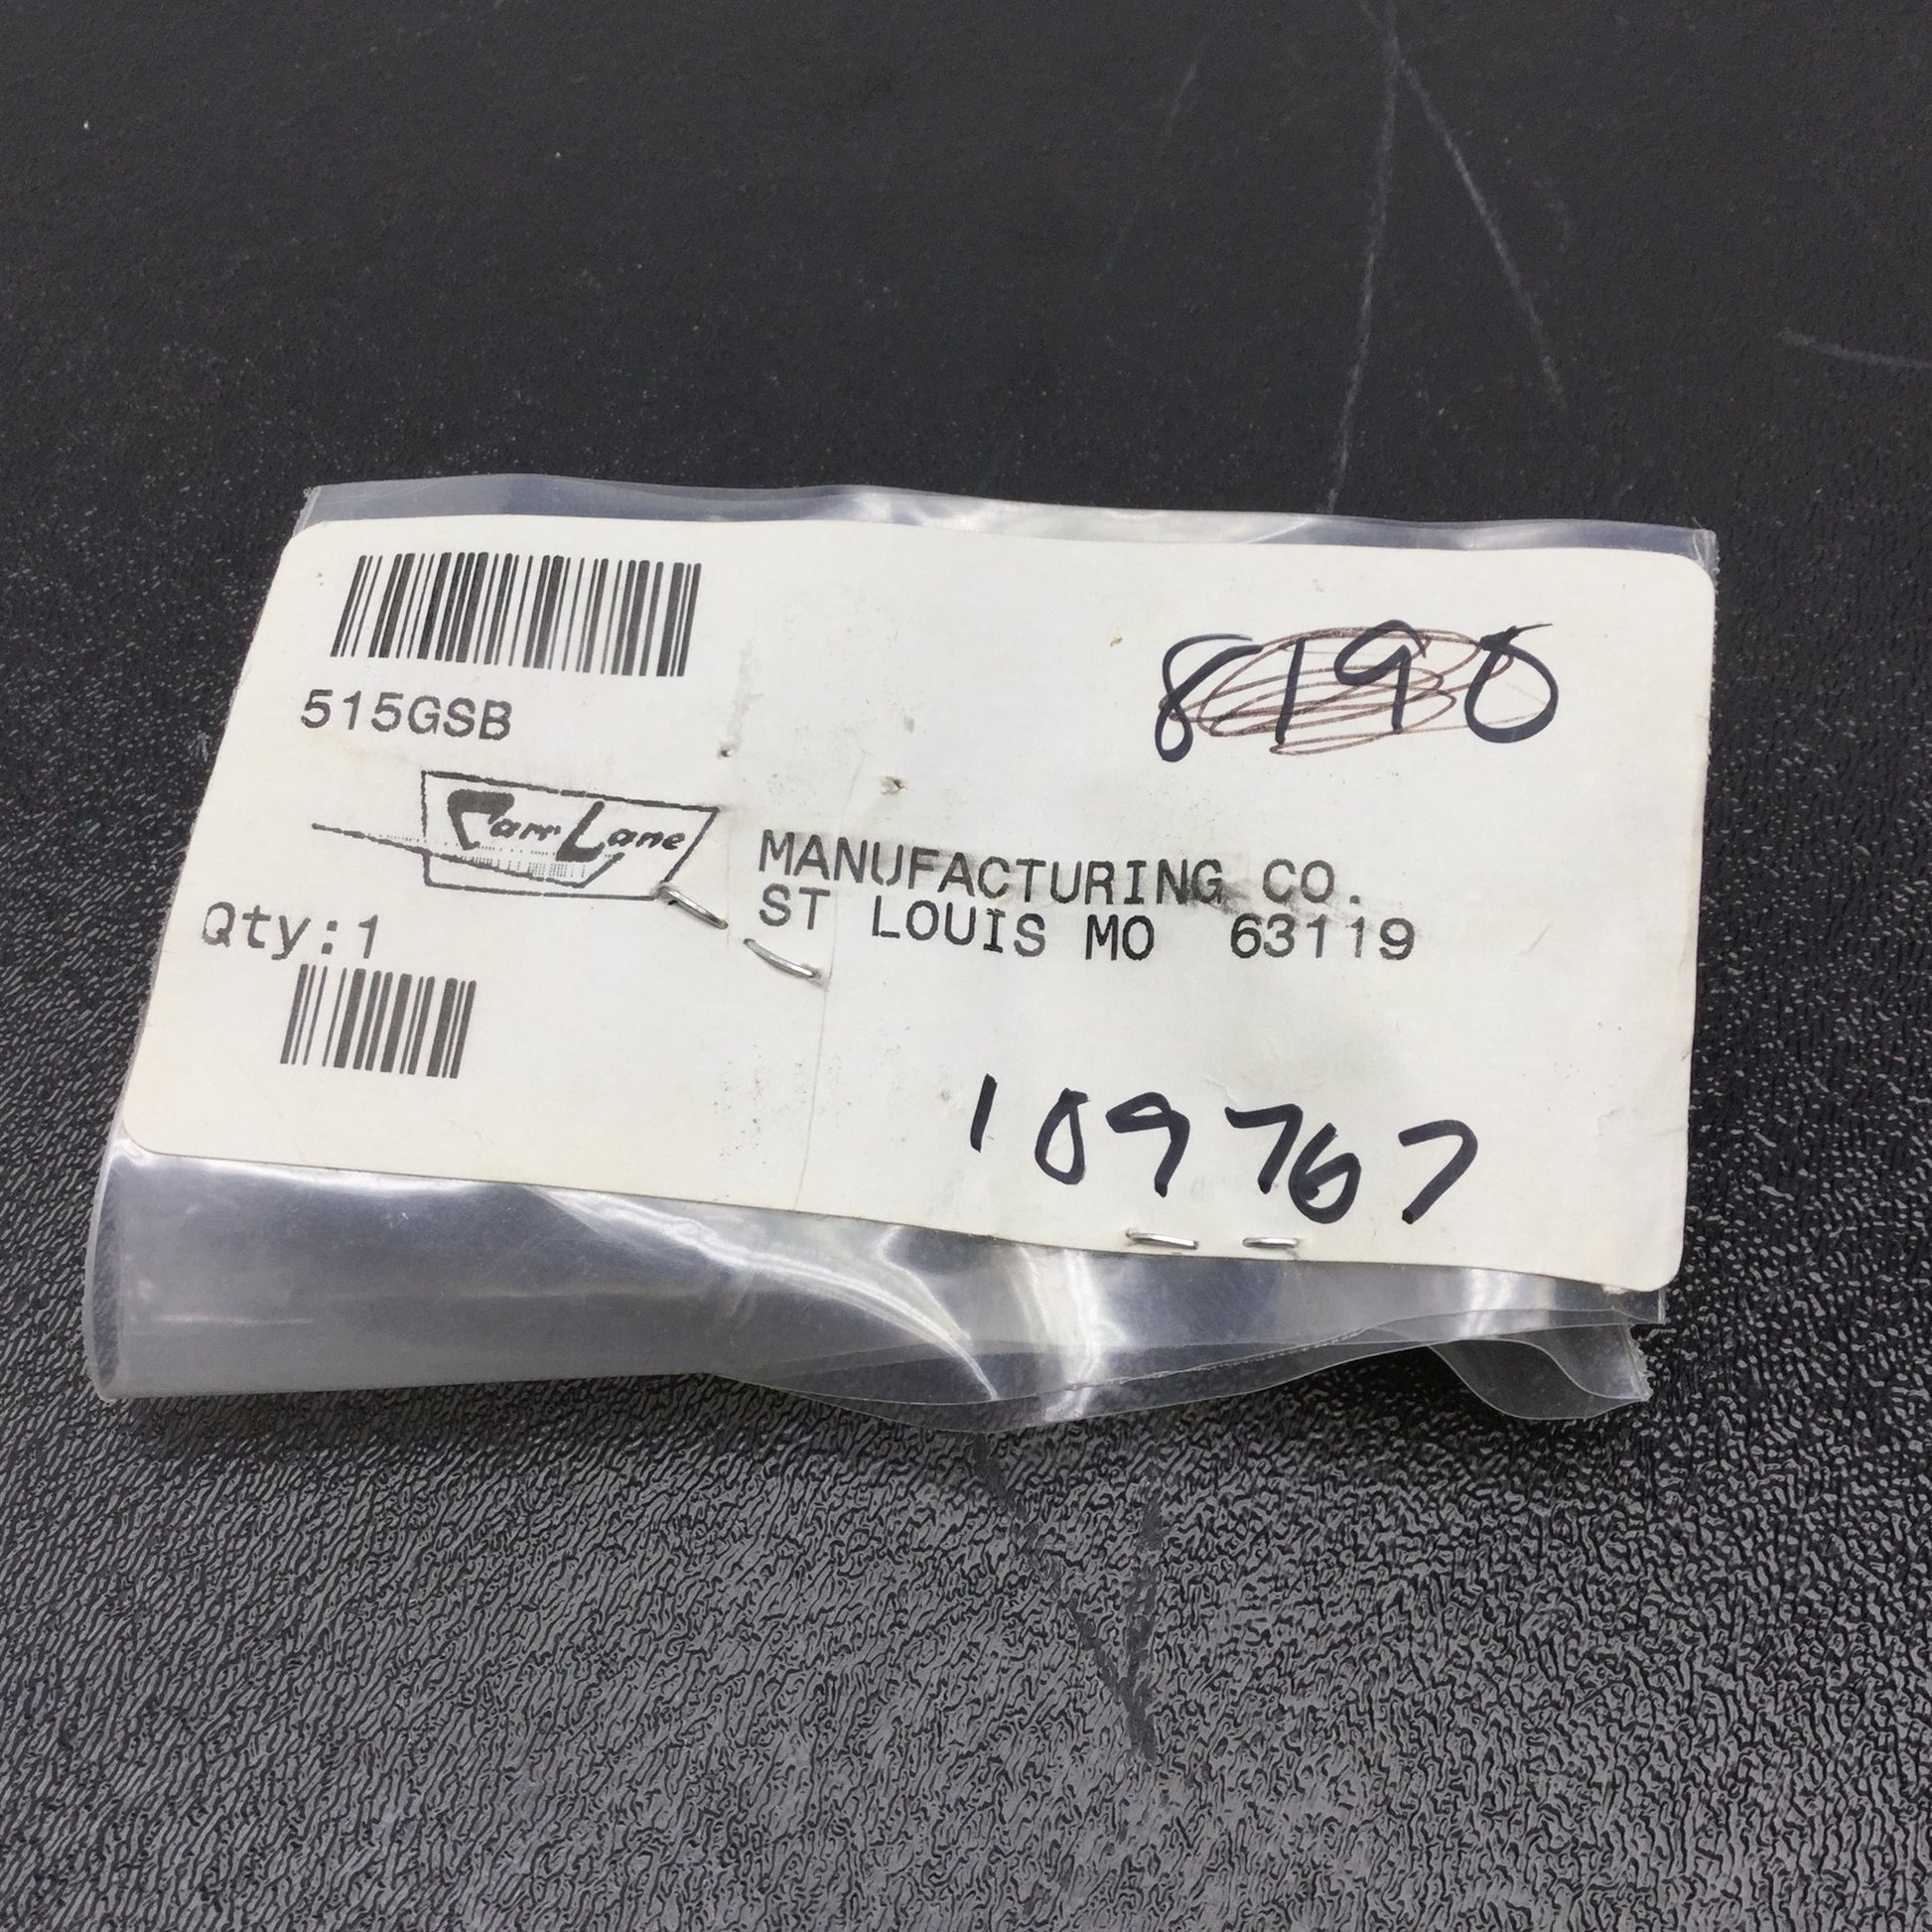 515GSB
8190
Carr Lane
MANUFACTURING CO.
ST LOUIS MO 63119
Qty:1
109767